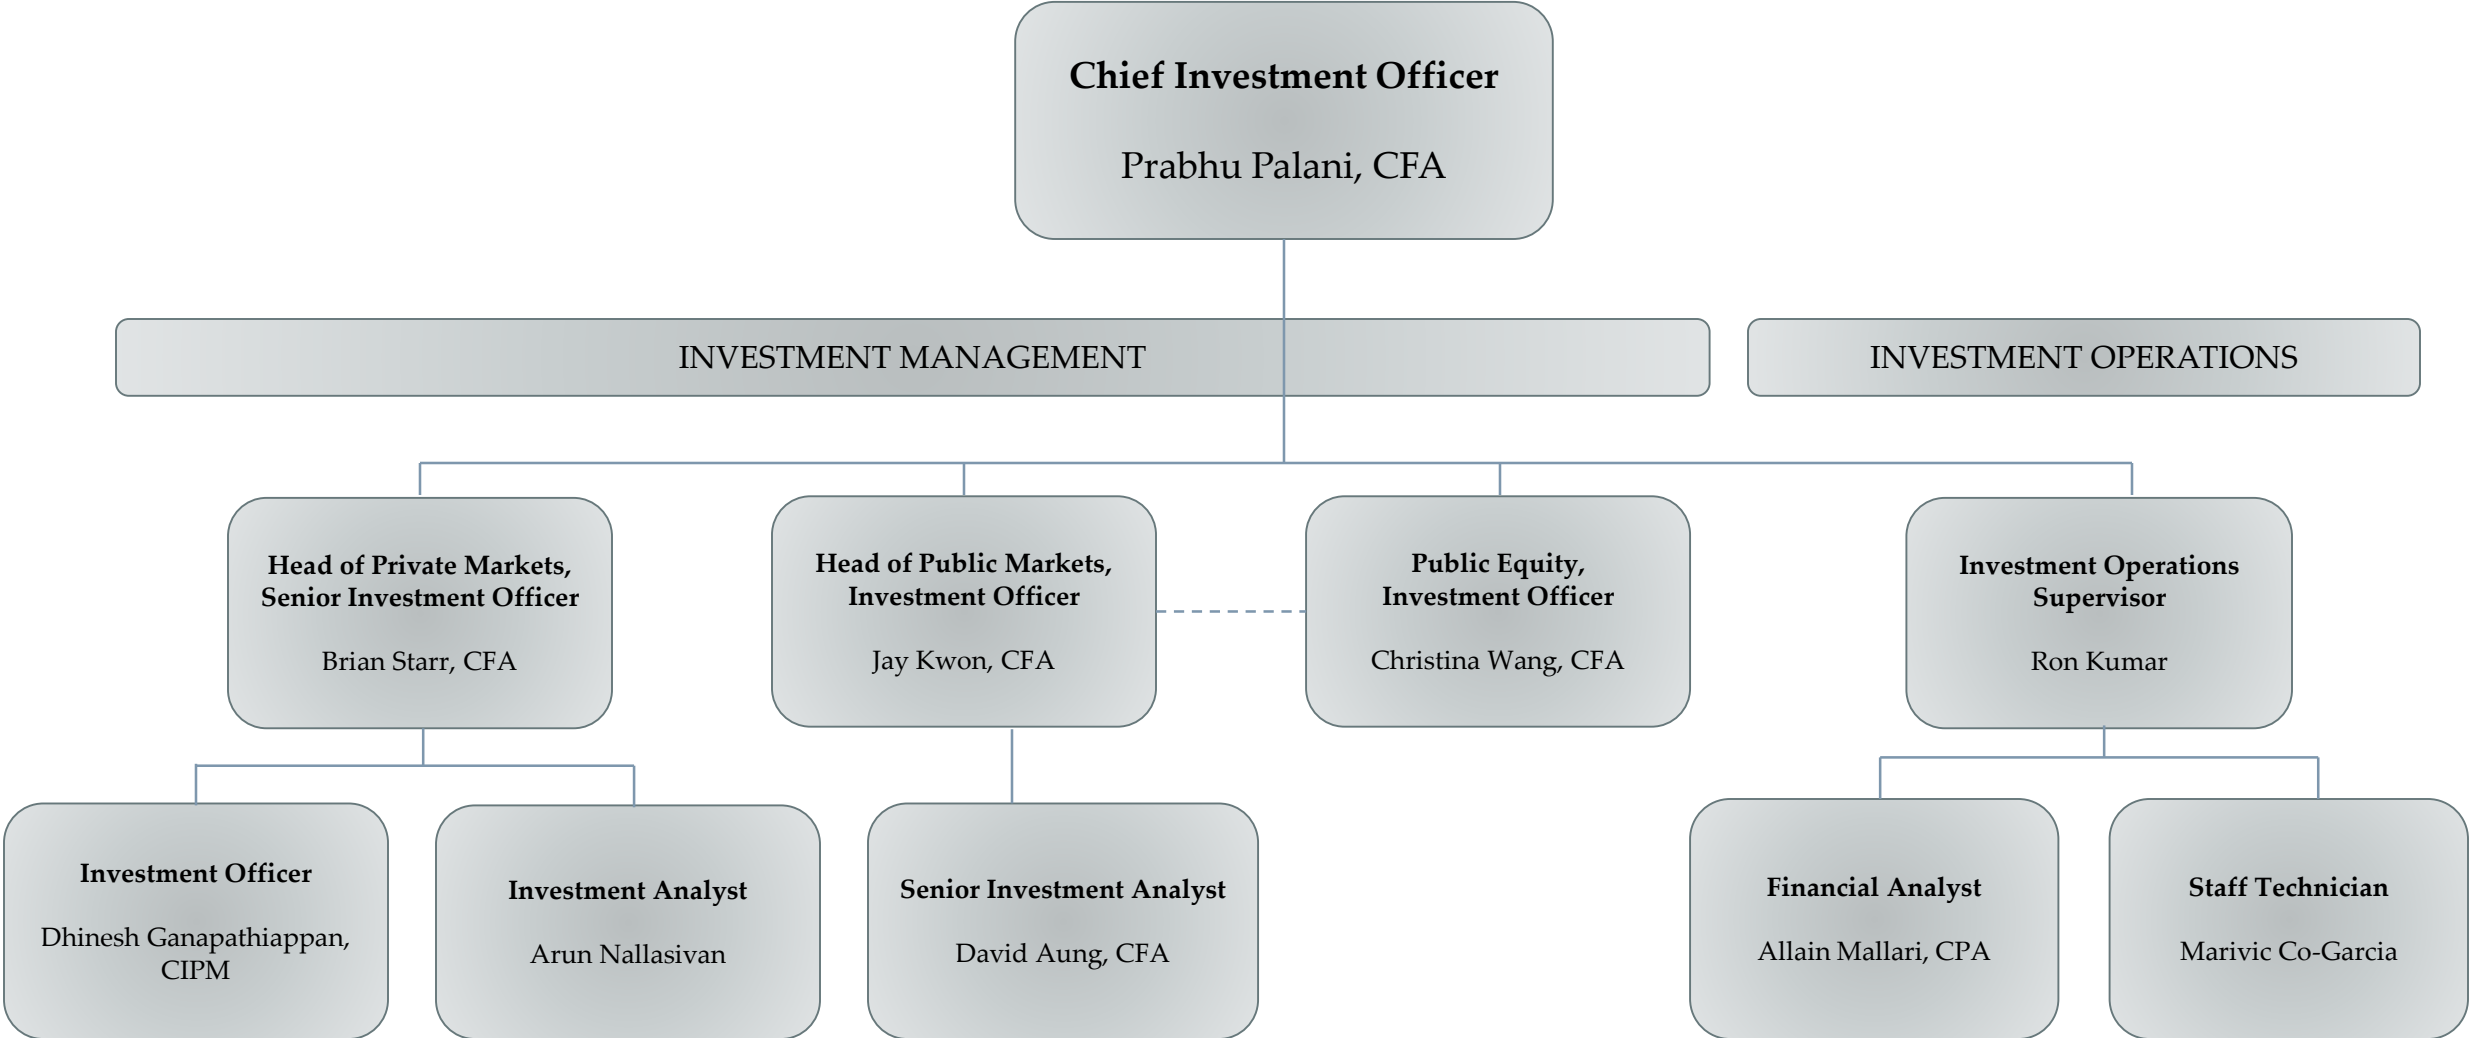 Chief Investment Officer
Prabhu Palani, CFA
INVESTMENT MANAGEMENT
INVESTMENT OPERATIONS
Head of Private Markets,
Senior Investment Officer
Brian Starr, CFA
Head of Public Markets,
Investment Officer
Jay Kwon, CFA
Public Equity,
Investment Officer
Christina Wang, CFA
Investment Operations
Supervisor
Ron Kumar
Investment Officer
Dhinesh Ganapathiappan,
CIPM
Investment Analyst
Arun Nallasivan
Senior Investment Analyst
David Aung, CFA
Financial Analyst
Allain Mallari, CPA
Staff Technician
Marivic Co-Garcia